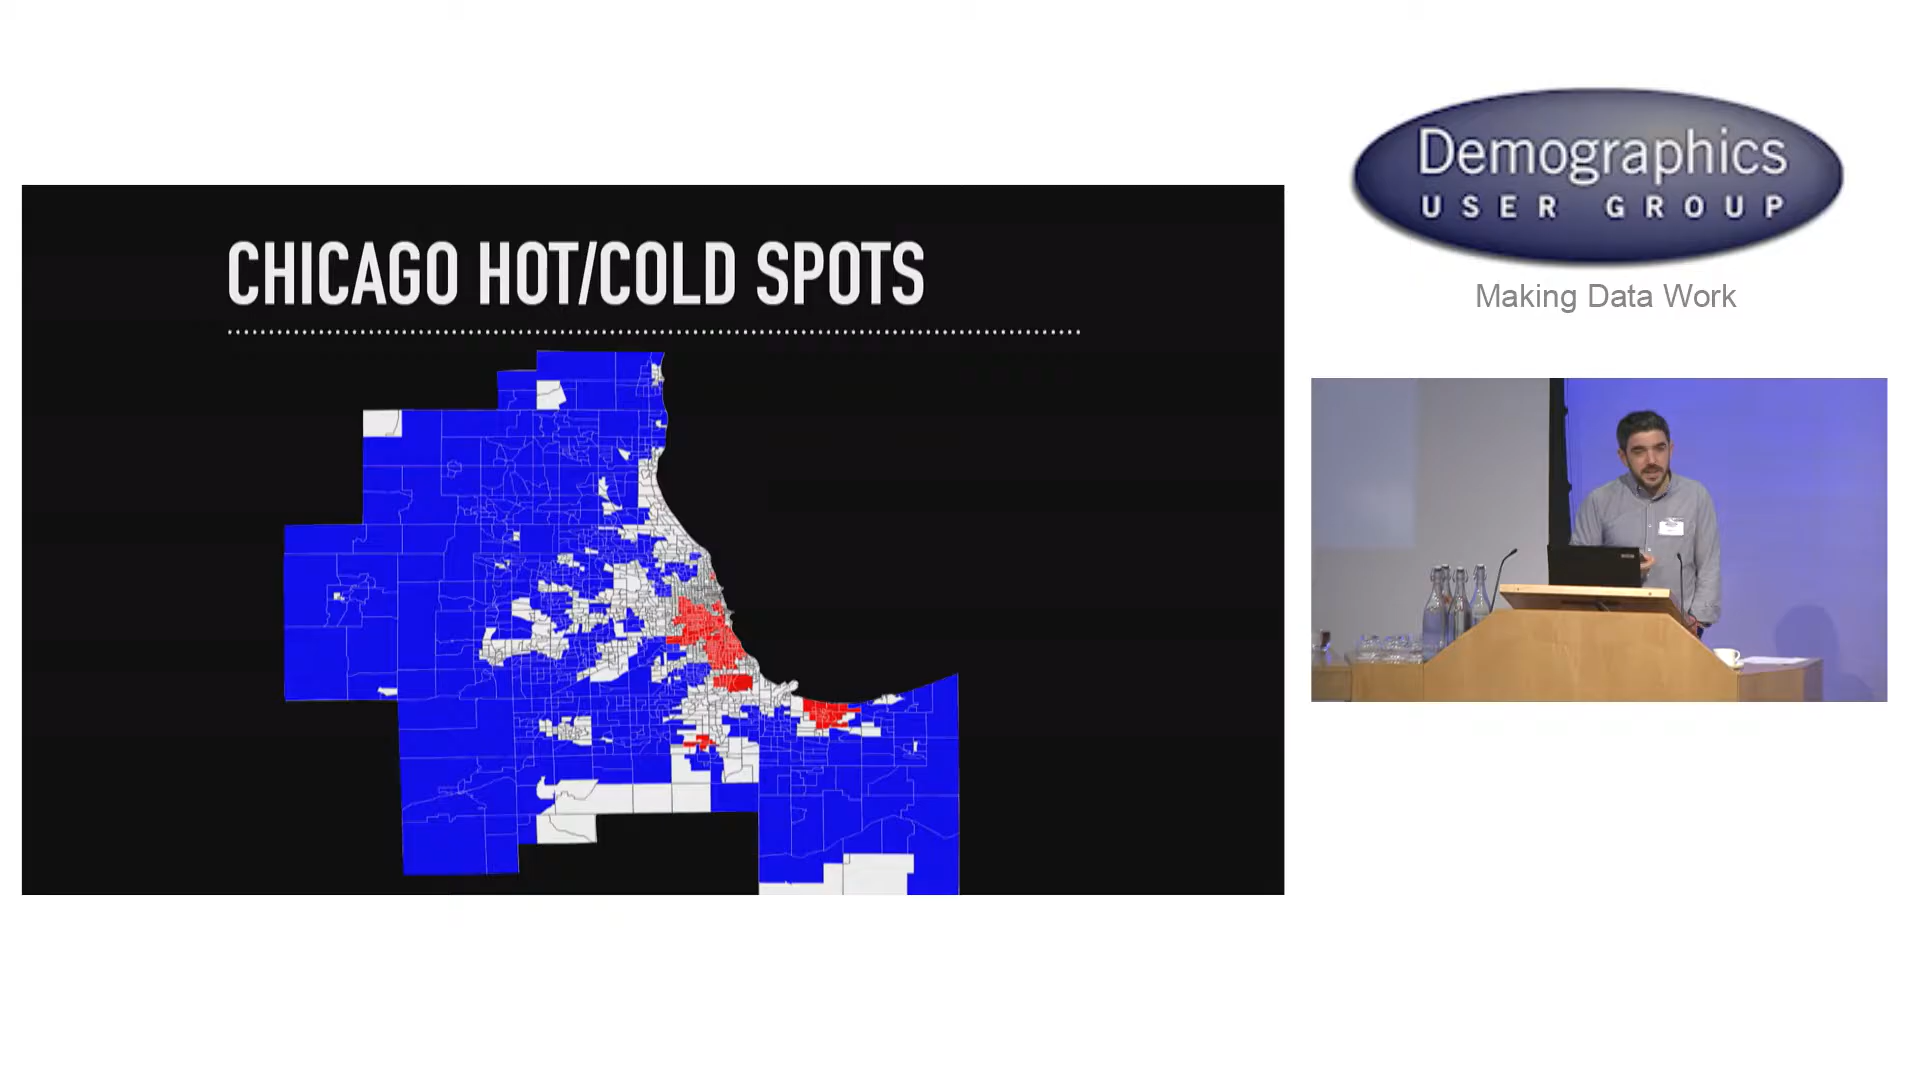 CHICAGO HOT/COLD SPOTS
Demographics
USER GROUP
Making Data Work